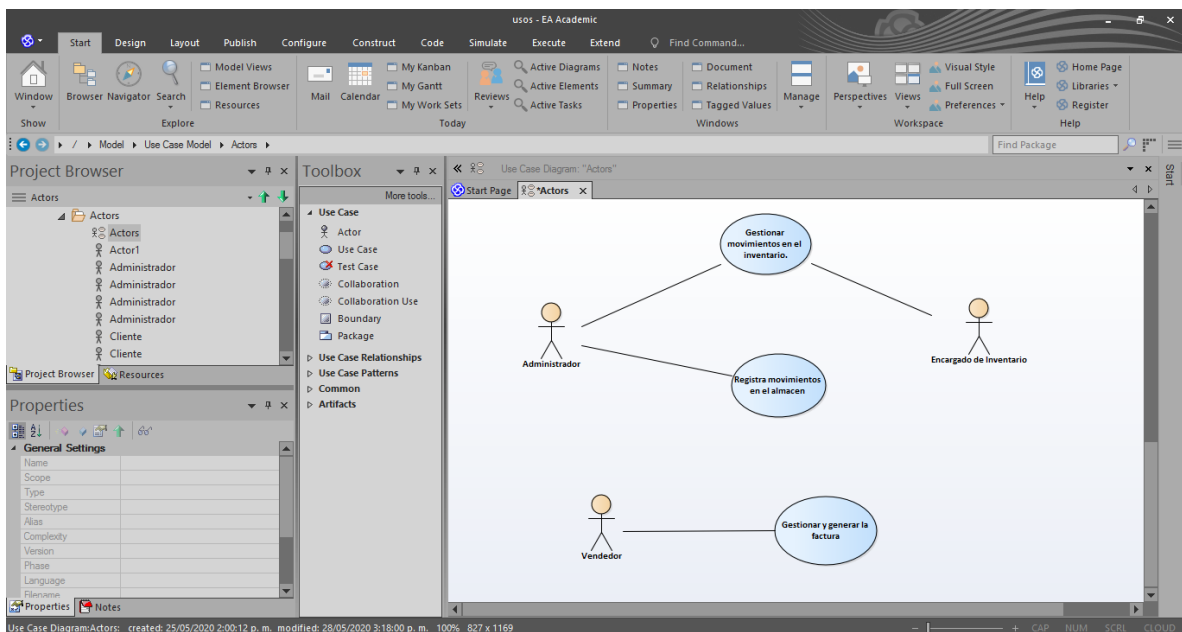 usos - EA Academic
Start Design Layout Publish Configure Construct Code Simulate Execute Extend Find Command...
Window
Show
Browser Navigator Search
Model Views
Element Browser
Resources
Explore
Mail Calendar
My Kanban
My Gantt
My Work Sets
Reviews
Active Diagrams
Active Elements
Active Tasks
Today
Notes
Summary
Properties
Document
Relationships
Tagged Values
Manage
Windows
Perspectives Views
Visual Style
Full Screen
Preferences
Workspace
Help
Home Page
Libraries
Register
Help
/ Model Use Case Model Actors
Find Package
Project Browser
Actors
Actors
Actors
Actor1
Administrador
Administrador
Administrador
Administrador
Cliente
Cliente
Project Browser Resources
Properties
General Settings
Name
Scope
Type
Stereotype
Alias
Complexity
Version
Phase
Language
Filename
Properties Notes
Toolbox
More tools...
Use Case
Actor
Use Case
Test Case
Collaboration
Collaboration Use
Boundary
Package
Use Case Relationships
Use Case Patterns
Common
Artifacts
Use Case Diagram: "Actors"
Start Page *Actors
Start
Gestionar
movimientos en el
inventario.
Administrador
Encargado de Inventario
Registra movimientos
en el almacen
Vendedor
Gestionar y generar la
factura
Use Case Diagram:Actors: created: 25/05/2020 2:00:12 p. m. modified: 28/05/2020 3:18:00 p. m. 100% 827 x 1169
CAP NUM SCRL CLOUD